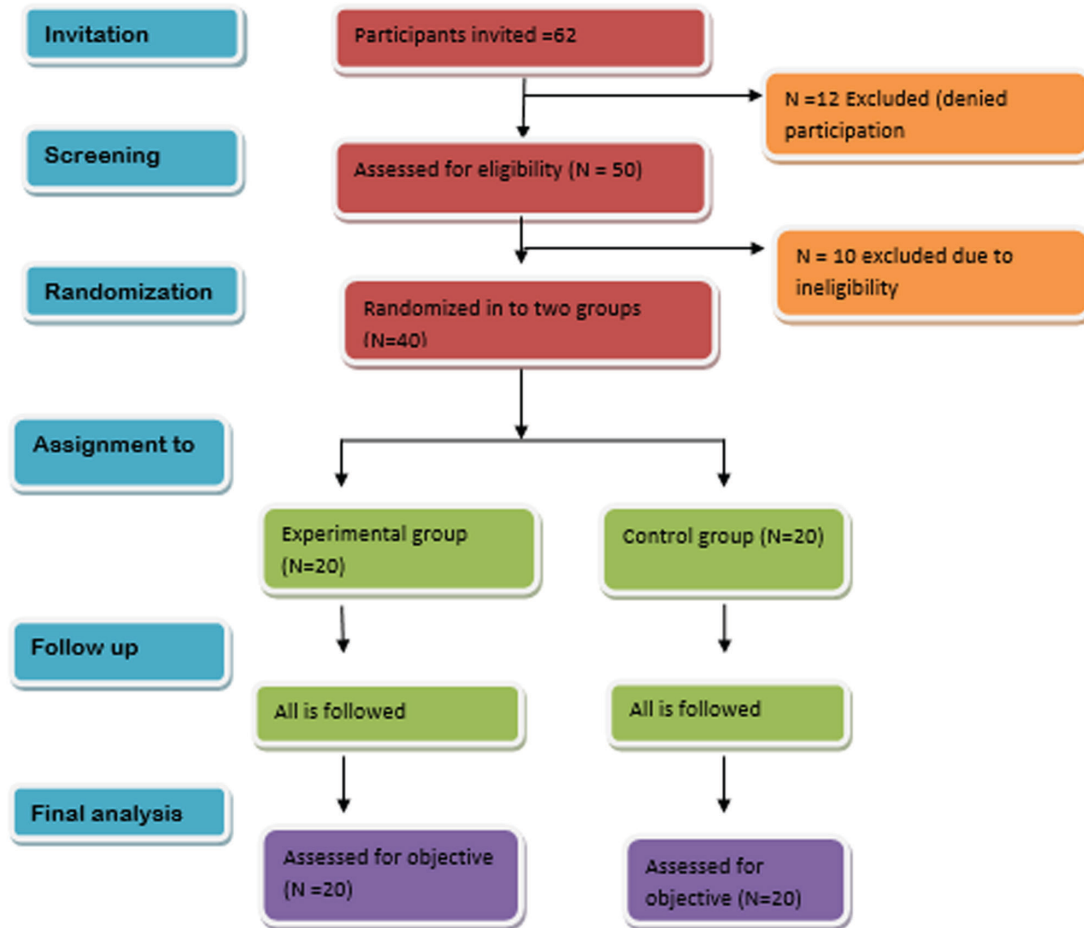 Invitation
Participants invited =62
N =12 Excluded (denied
participation
Screening
Assessed for eligibility (N = 50)
N = 10 excluded due to
ineligibility
Randomization
Randomized in to two groups
(N=40)
Assignment to
Experimental group
(N=20)
Control group (N=20)
Follow up
All is followed
All is followed
Final analysis
Assessed for objective
(N =20)
Assessed for
objective (N=20)